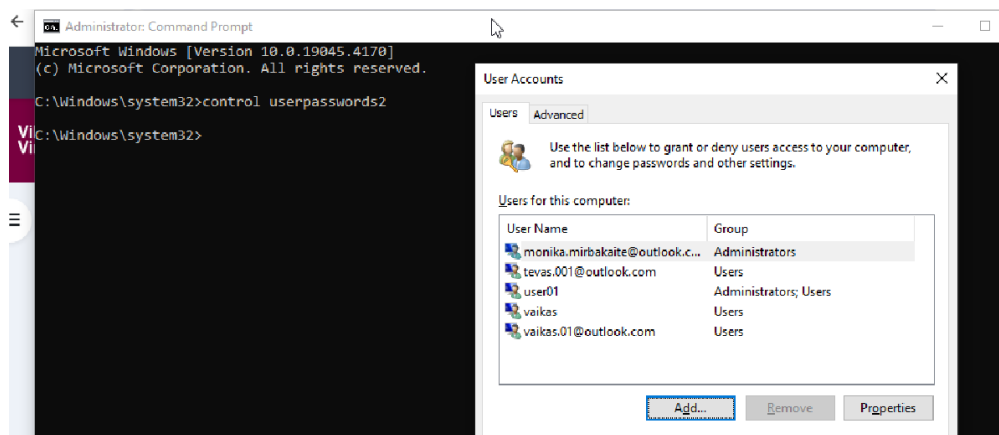 Administrator: Command Prompt
Microsoft Windows [Version 10.0.19045.4170]
(c) Microsoft Corporation. All rights reserved.
C:\Windows\system32>control userpasswords2
C:\Windows\system32>
Vi
Vi
User Accounts
Users Advanced
Use the list below to grant or deny users access to your computer,
and to change passwords and other settings.
Users for this computer:
User Name Group
monika.mirbakaite@outlook.c... Administrators
tevas.001@outlook.com Users
user01 Administrators; Users
vaikas Users
vaikas.01@outlook.com Users
Add... Remove Properties